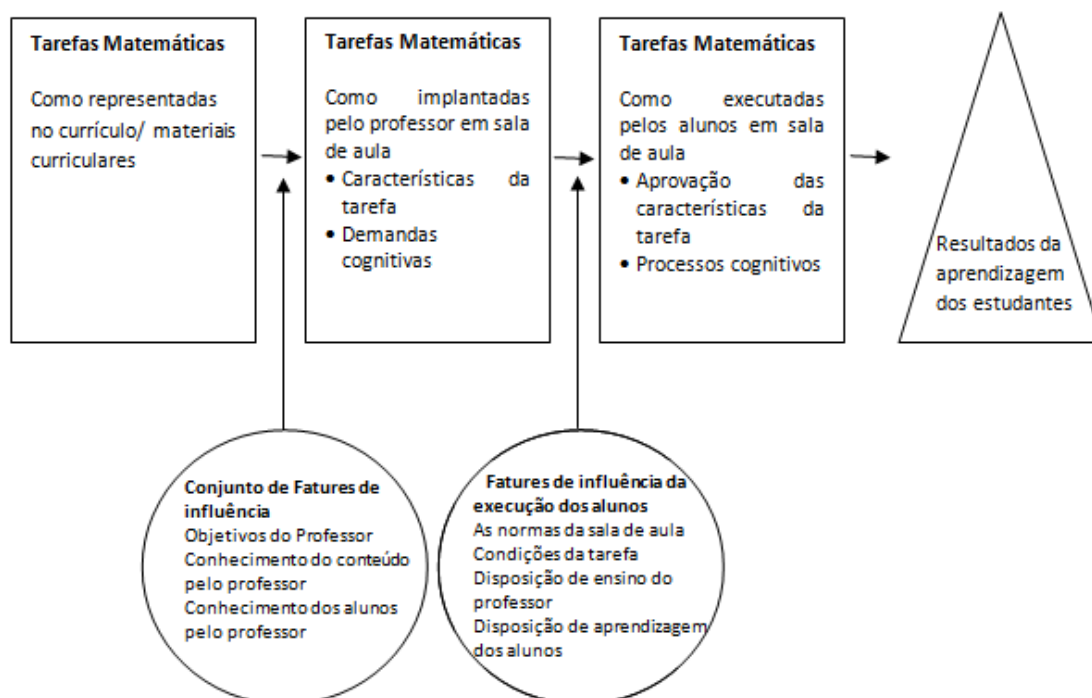 Tarefas Matemáticas
Como representadas
no currículo/ materiais
curriculares
Tarefas Matemáticas
Como implantadas
pelo professor em sala
de aula
• Características da
tarefa
• Demandas
cognitivas
Tarefas Matemáticas
Como executadas
pelos alunos em sala
de aula
• Aprovação das
características da
tarefa
• Processos cognitivos
Resultados da
aprendizagem
dos estudantes
Conjunto de Fatures de
influência
Objetivos do Professor
Conhecimento do conteúdo
pelo professor
Conhecimento dos alunos
pelo professor
Fatures de influência da
execução dos alunos
As normas da sala de aula
Condições da tarefa
Disposição de ensino do
professor
Disposição de aprendizagem
dos alunos